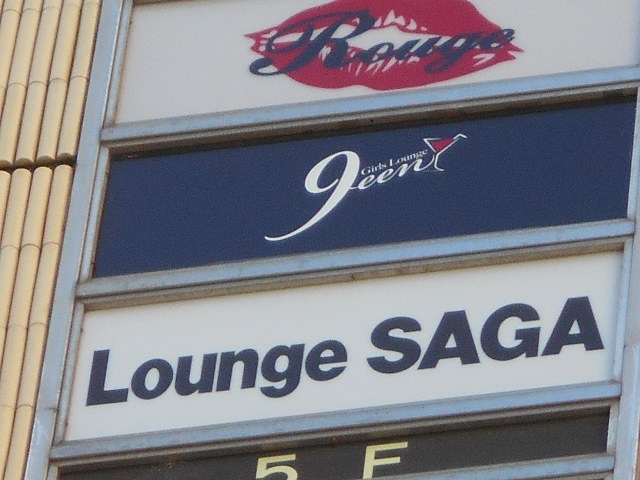 Rouge
Girls Lounge
9een
Lounge SAGA
5 F